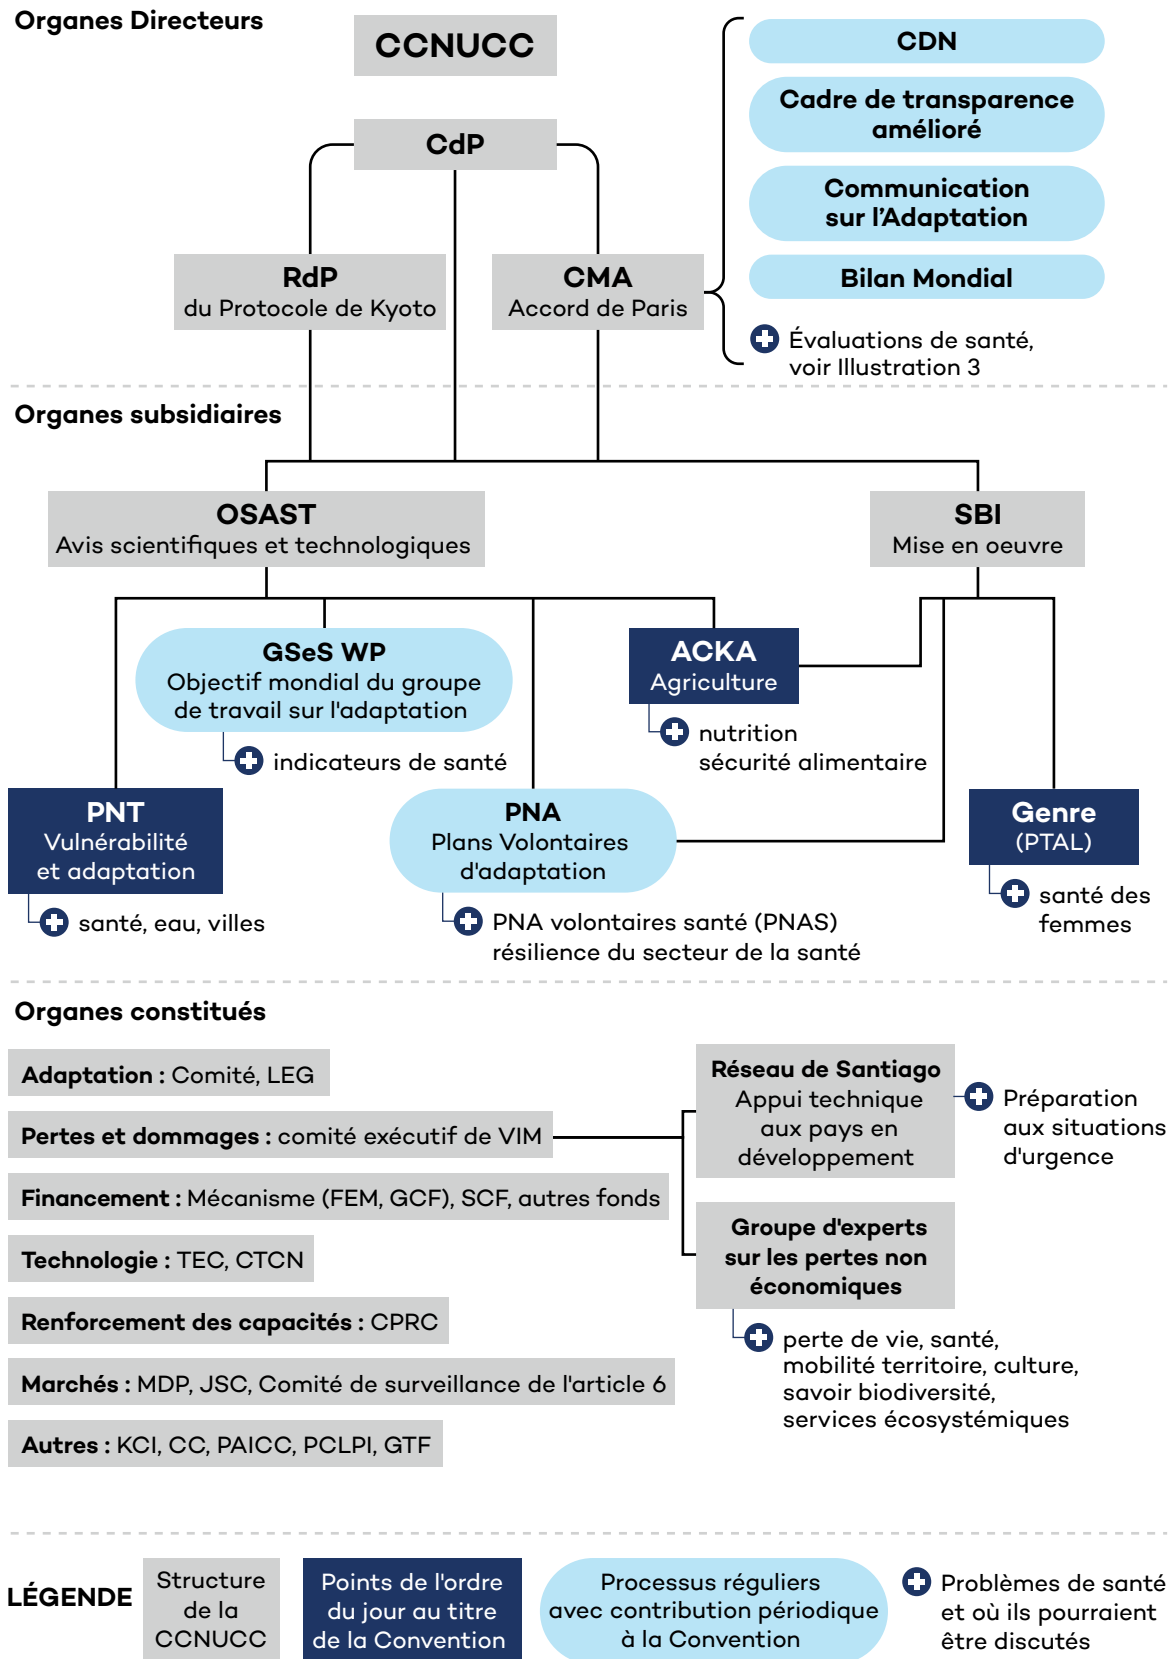 Organes Directeurs
CCNUCC
CdP
RdP
du Protocole de Kyoto
CMA
Accord de Paris
CDN
Cadre de transparence
amélioré
Communication
sur l'Adaptation
Bilan Mondial
Évaluations de santé,
voir Illustration 3
Organes subsidiaires
OSAST
Avis scientifiques et technologiques
SBI
Mise en oeuvre
GSeS WP
Objectif mondial du groupe
de travail sur l'adaptation
indicateurs de santé
ACKA
Agriculture
nutrition
sécurité alimentaire
PNT
Vulnérabilité
et adaptation
santé, eau, villes
PNA
Plans Volontaires
d'adaptation
PNA volontaires santé (PNAS)
résilience du secteur de la santé
Genre
(PTAL)
santé des
femmes
Organes constitués
Adaptation : Comité, LEG
Pertes et dommages : comité exécutif de VIM
Financement : Mécanisme (FEM, GCF), SCF, autres fonds
Technologie : TEC, CTCN
Renforcement des capacités : CPRC
Marchés : MDP, JSC, Comité de surveillance de l'article 6
Autres : KCI, CC, PAICC, PCLPI, GTF
Réseau de Santiago
Appui technique
aux pays en
développement
Préparation
aux situations
d'urgence
Groupe d'experts
sur les pertes non
économiques
perte de vie, santé,
mobilité territoire, culture,
savoir biodiversité,
services écosystémiques
LÉGENDE
Structure
de la
CCNUCC
Points de l'ordre
du jour au titre
de la Convention
Processus réguliers
avec contribution périodique
à la Convention
Problèmes de santé
et où ils pourraient
être discutés